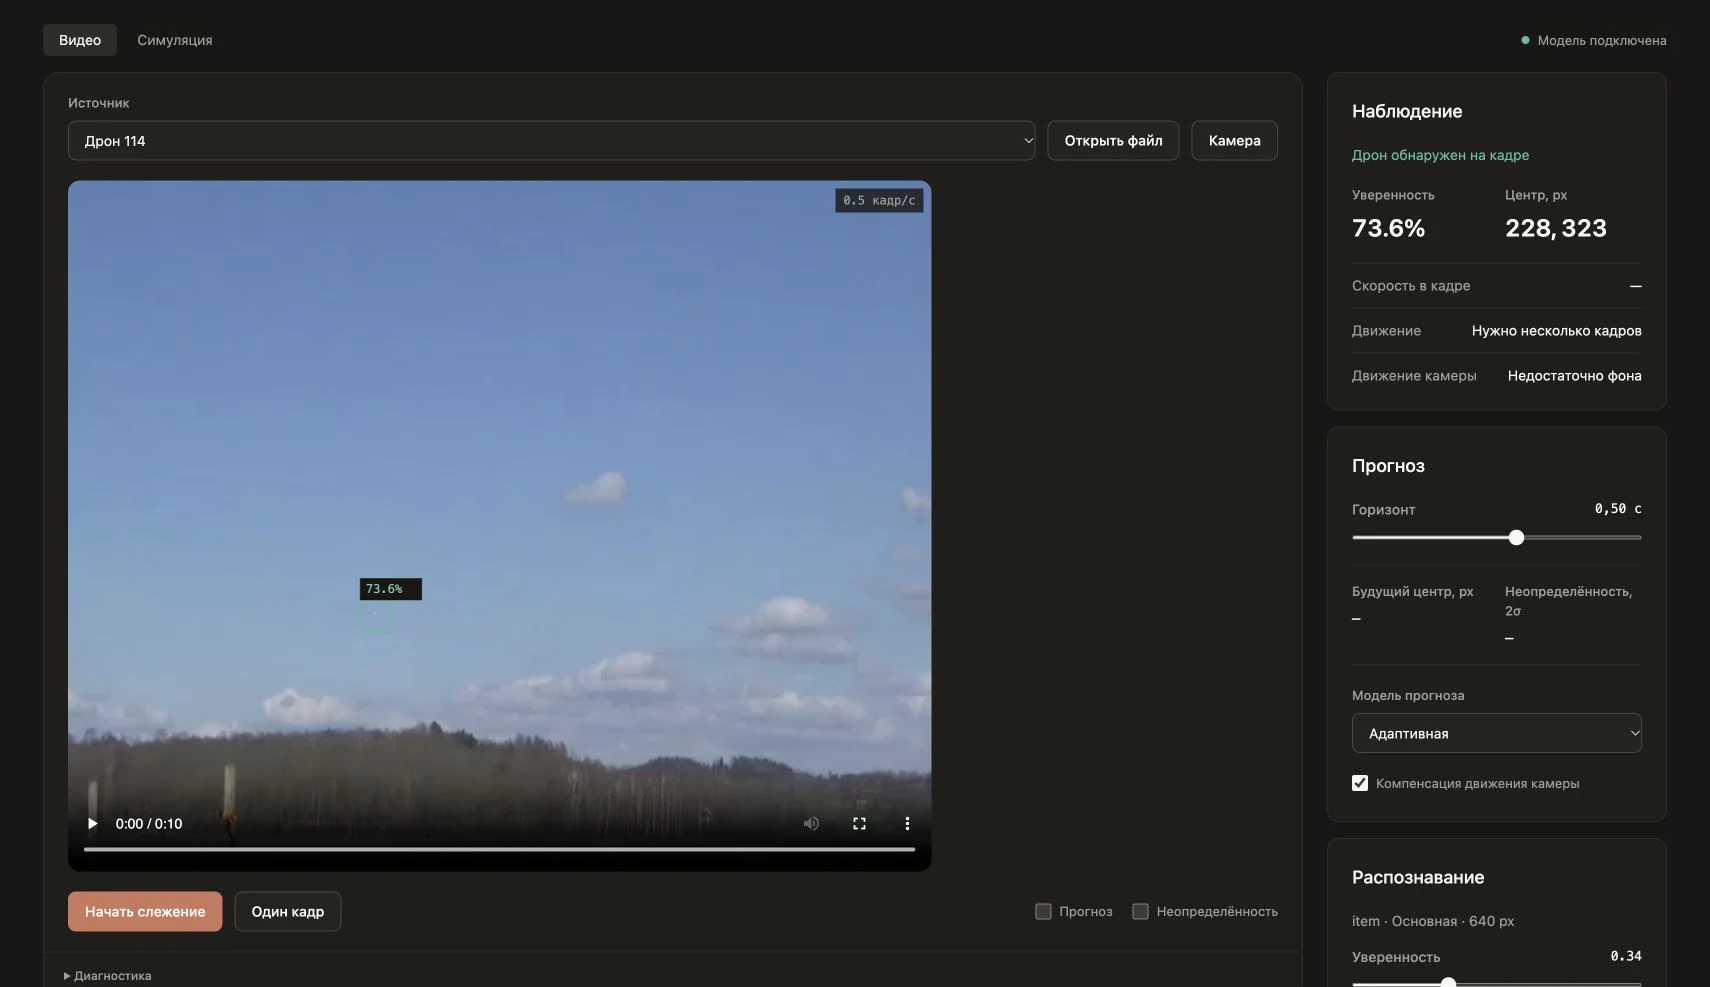 Видео
Симуляция
Модель подключена
Источник
Дрон 114
Открыть файл
Камера
0.5 кадр/с
73.6%
0:00 / 0:10
Начать слежение
Один кадр
Прогноз
Неопределённость
Диагностика
Наблюдение
Дрон обнаружен на кадре
Уверенность
Центр, px
73.6%
228, 323
Скорость в кадре
—
Движение
Нужно несколько кадров
Движение камеры
Недостаточно фона
Прогноз
Горизонт
0,50 с
Будущий центр, px
Неопределённость,
2σ
–
–
Модель прогноза
Адаптивная
Компенсация движения камеры
Распознавание
item · Основная · 640 px
Уверенность
0.34